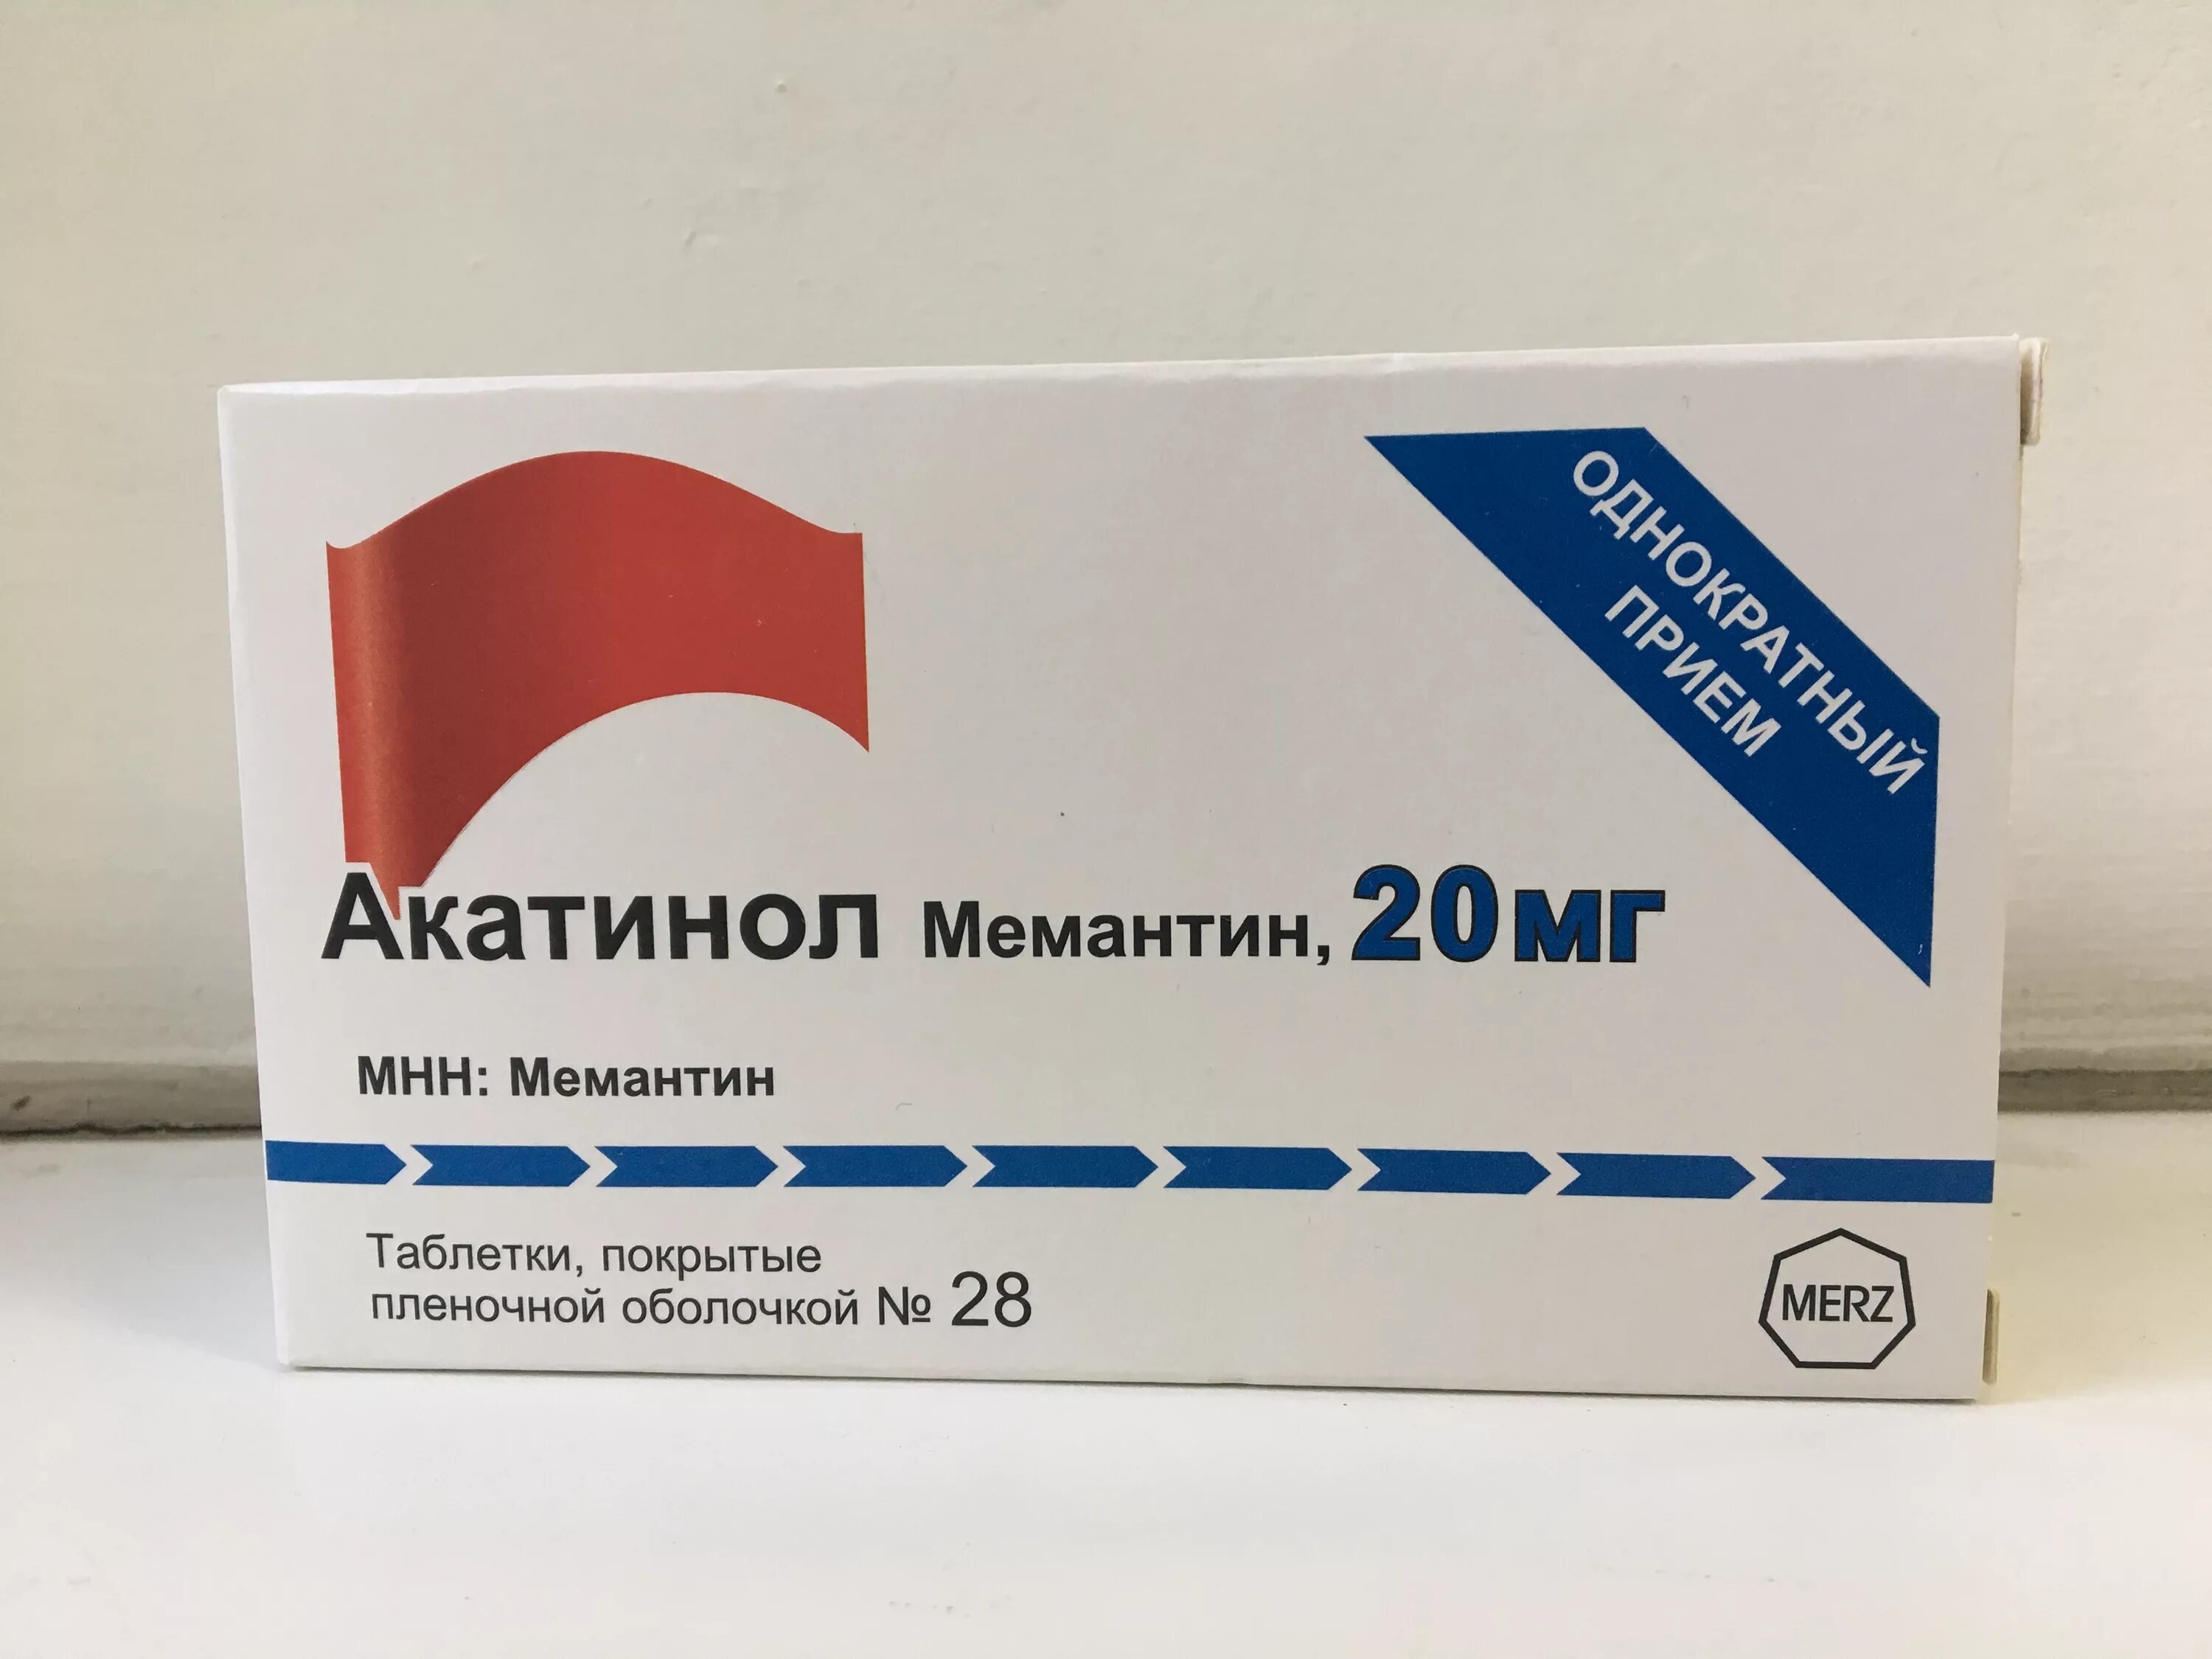 ОДНОКРАТНЫЙ
ПРИЕМ
Акатинол Мемантин, 20мг
МНН: Мемантин
Таблетки, покрытые
пленочной оболочкой № 28
MERZ